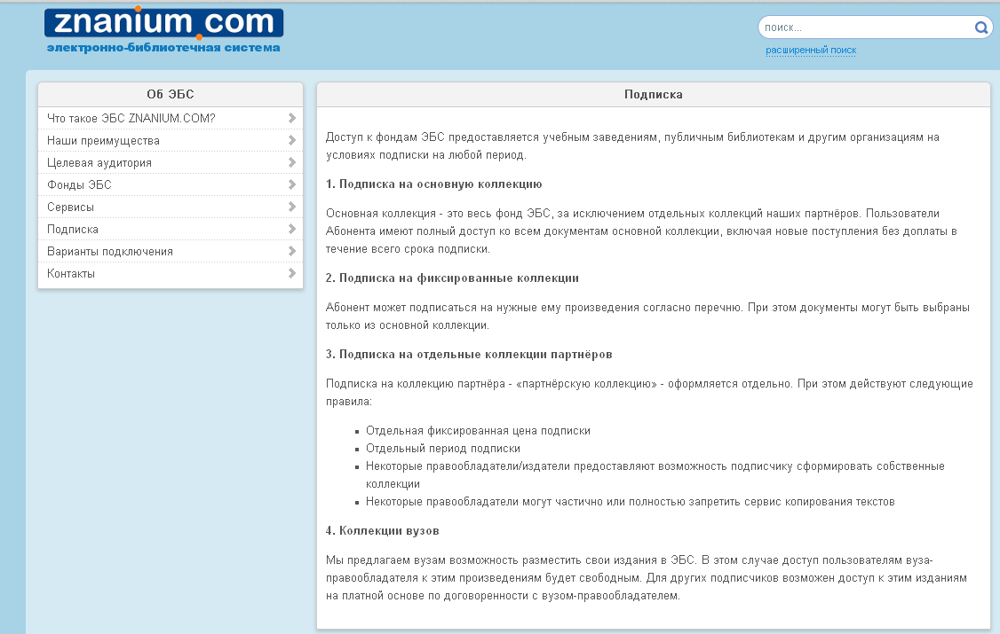 znanium.com
электронно-библиотечная система
поиск...
расширенный поиск
Об ЭБС
Что такое ЭБС ZNANIUM.COM?
Наши преимущества
Целевая аудитория
Фонды ЭБС
Сервисы
Подписка
Варианты подключения
Контакты
Подписка
Доступ к фондам ЭБС предоставляется учебным заведениям, публичным библиотекам и другим организациям на
условиях подписки на любой период.
1. Подписка на основную коллекцию
Основная коллекция - это весь фонд ЭБС, за исключением отдельных коллекций наших партнёров. Пользователи
Абонента имеют полный доступ ко всем документам основной коллекции, включая новые поступления без доплаты в
течение всего срока подписки.
2. Подписка на фиксированные коллекции
Абонент может подписаться на нужные ему произведения согласно перечню. При этом документы могут быть выбраны
только из основной коллекции.
3. Подписка на отдельные коллекции партнёров
Подписка на коллекцию партнёра - «партнёрскую коллекцию» - оформляется отдельно. При этом действуют следующие
правила:
▪ Отдельная фиксированная цена подписки
▪ Отдельный период подписки
▪ Некоторые правообладатели/издатели предоставляют возможность подписчику сформировать собственные
коллекции
▪ Некоторые правообладатели могут частично или полностью запретить сервис копирования текстов
4. Коллекции вузов
Мы предлагаем вузам возможность разместить свои издания в ЭБС. В этом случае доступ пользователям вуза-
правообладателя к этим произведениям будет свободным. Для других подписчиков возможен доступ к этим изданиям
на платной основе по договоренности с вузом-правообладателем.